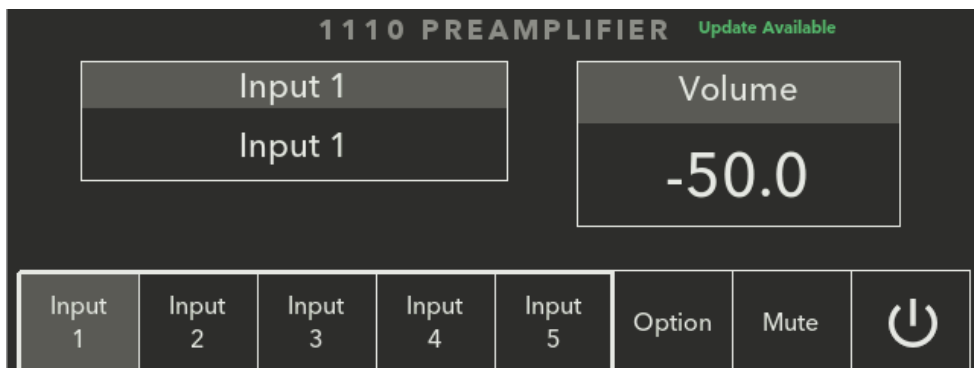 1110 PREAMPLIFIER Update Available
Input 1
Input 1
Volume
-50.0
Input
1
Input
2
Input
3
Input
4
Input
5
Option
Mute